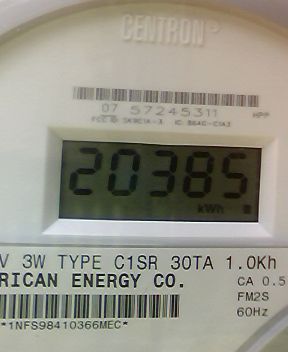 CENTRON®
07 57245311 HPP
20385
kWh
V 3W TYPE C1SR 30TA 1.0Kh
RICAN ENERGY CO. CA 0.5
FM2S
60Hz
*1NFS98410366MEC*